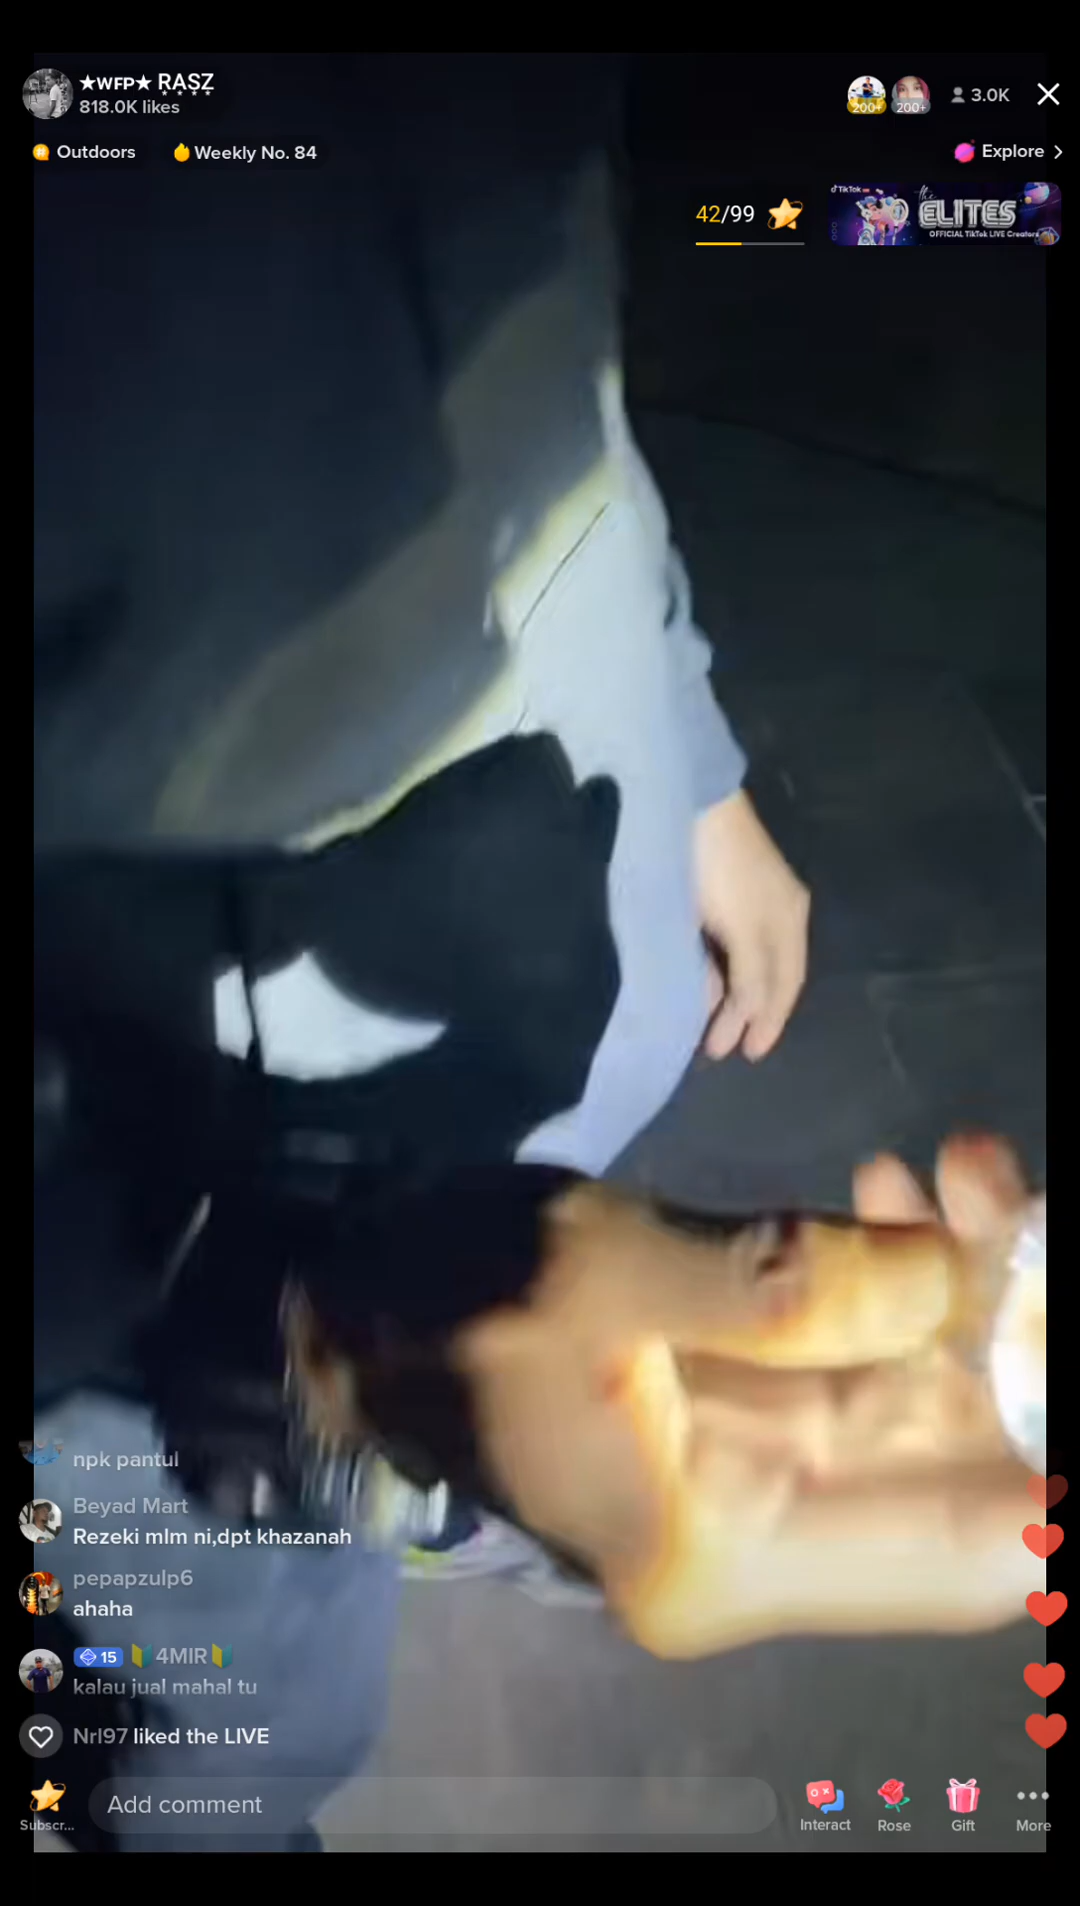 ★WFP★ RASZ
818.0K likes
200+
200+
3.0K
Outdoors
Weekly No. 84
Explore
42/99
TikTok
the
ELITES
OFFICIAL TikTok LIVE Creators
npk pantul
Beyad Mart
Rezeki mlm ni,dpt khazanah
pepapzulp6
ahaha
15 🔰4MIR🔰
kalau jual mahal tu
Nrl97 liked the LIVE
Add comment
Subscr...
Interact
Rose
Gift
More